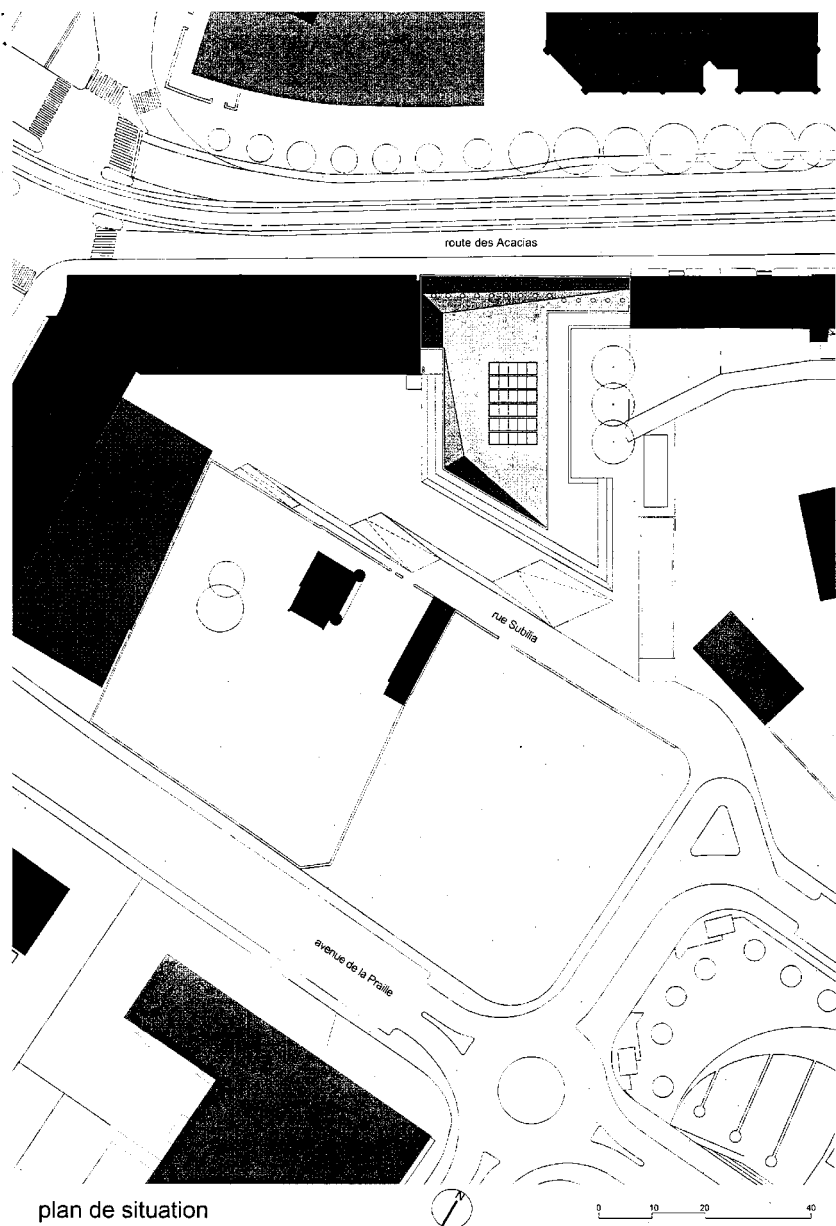 route des Acacias
rue Subilia
avenue de la Praille
plan de situation
N
0 10 20 40